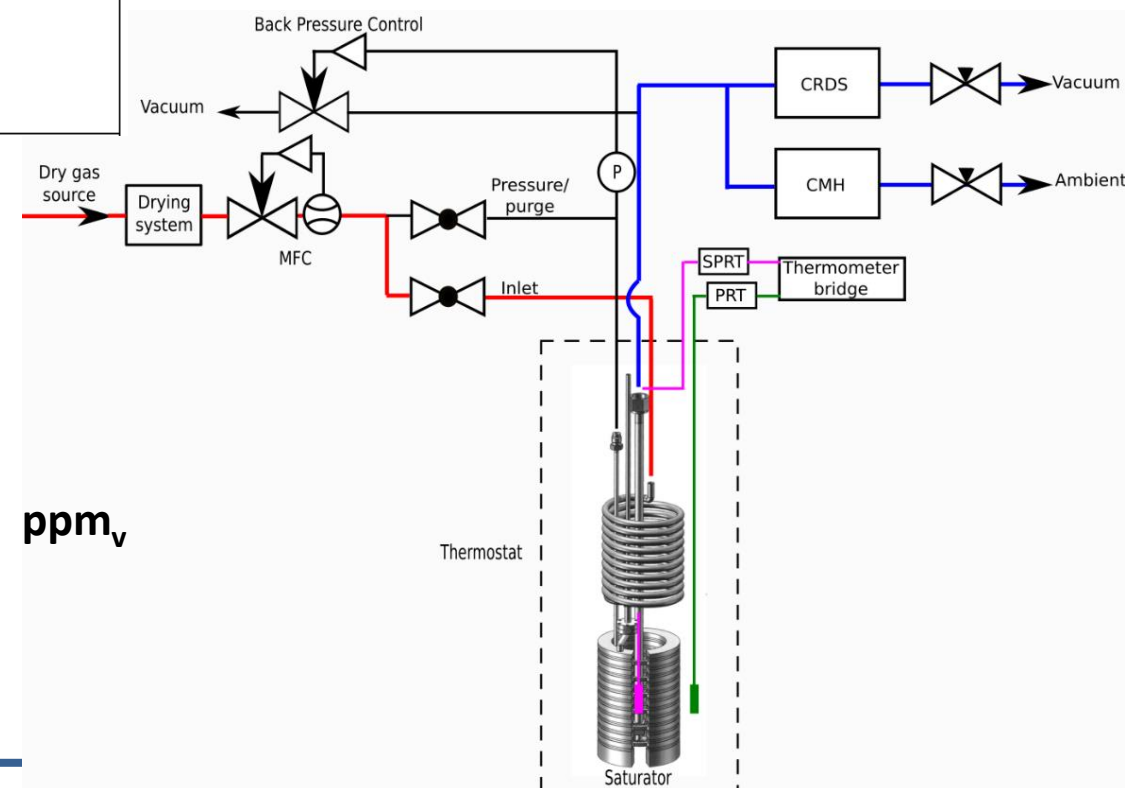 Back Pressure Control
Vacuum
Dry gas
source
Drying
system
MFC
Pressure/
purge
P
Inlet
CRDS
Vacuum
CMH
Ambient
SPRT
PRT
Thermometer
bridge
ppmv
Thermostat
Saturator